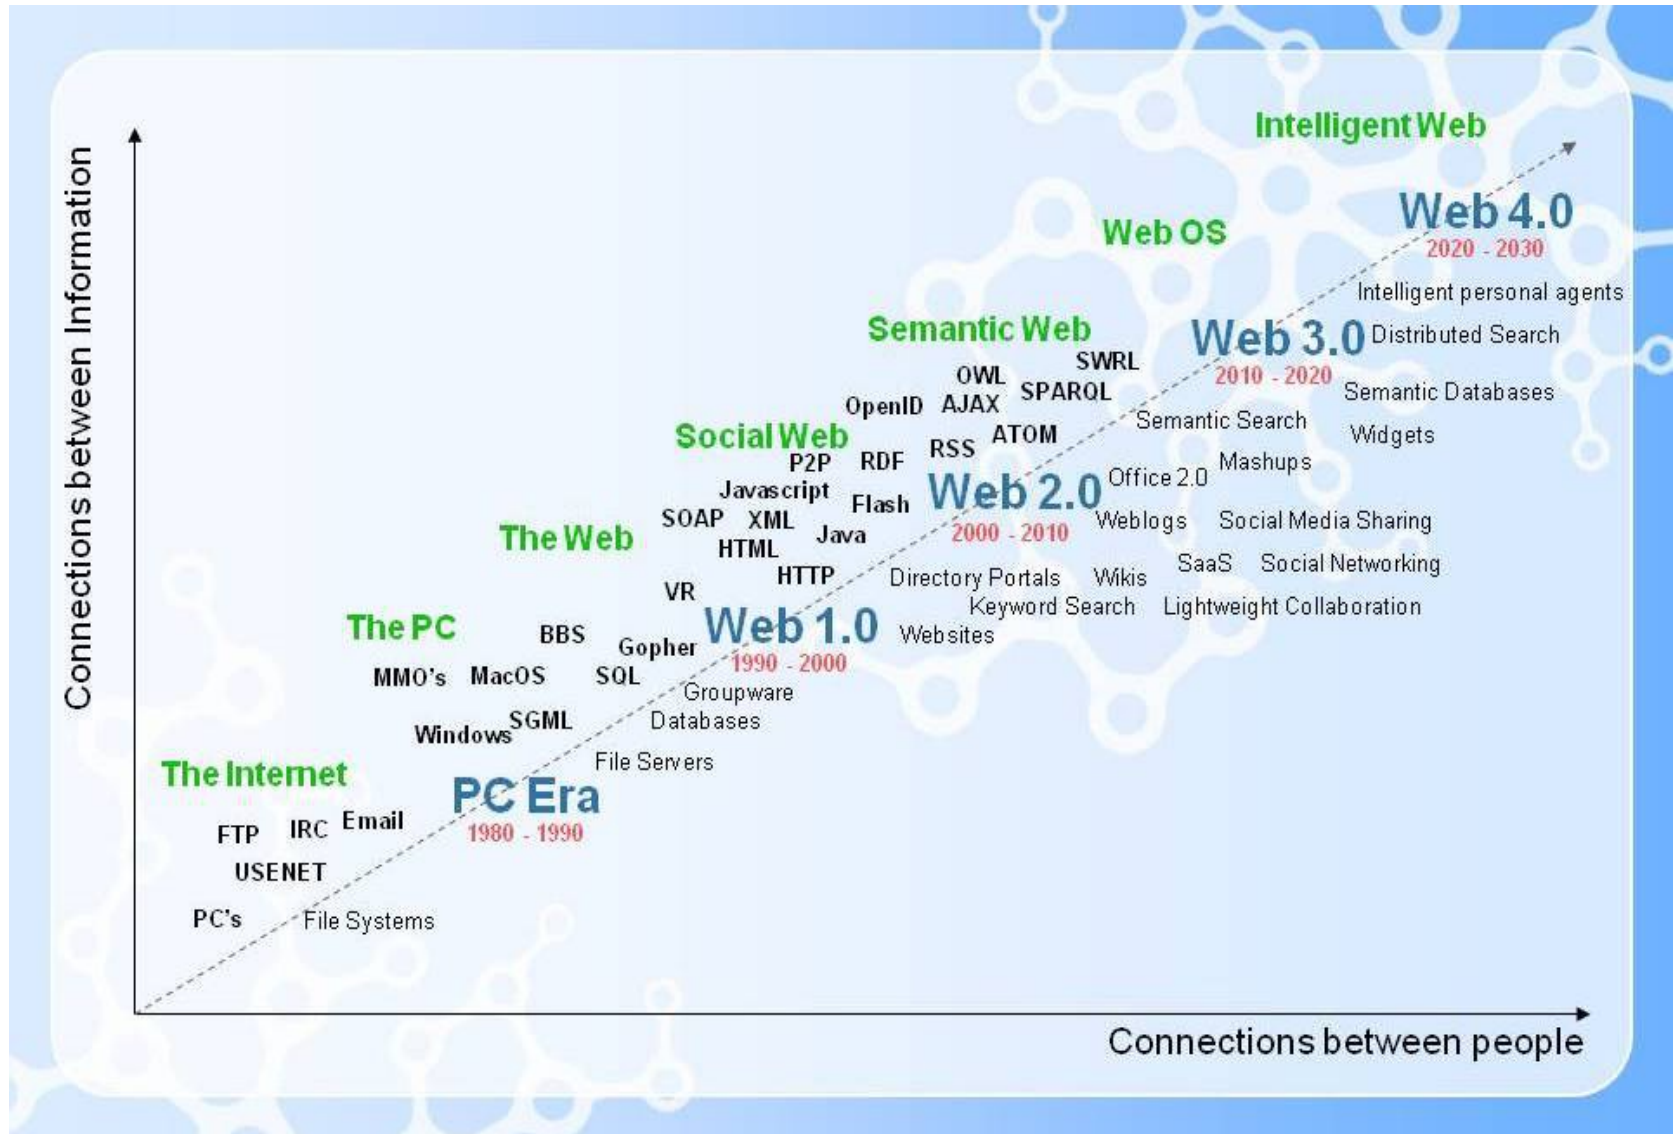 Intelligent Web
Web 4.0
2020 - 2030
Web OS
Intelligent personal agents
Semantic Web
Web 3.0
Distributed Search
2010 - 2020
SWRL
OWL
SPARQL
Semantic Databases
OpenID
AJAX
Semantic Search
Social Web
ATOM
Widgets
RSS
P2P
RDF
Mashups
Office 2.0
Javascript
Flash
Web 2.0
2000 - 2010
SOAP
XML
Weblogs
Social Media Sharing
The Web
Java
HTML
SaaS
Social Networking
HTTP
Directory Portals
Wikis
VR
Keyword Search
Lightweight Collaboration
Web 1.0
1990 - 2000
The PC
BBS
Websites
Gopher
MMO's
MacOS
SQL
Groupware
SGML
Databases
Windows
File Servers
The Internet
PC Era
1980 - 1990
FTP
IRC
Email
USENET
PC's
File Systems
Connections between Information
Connections between people